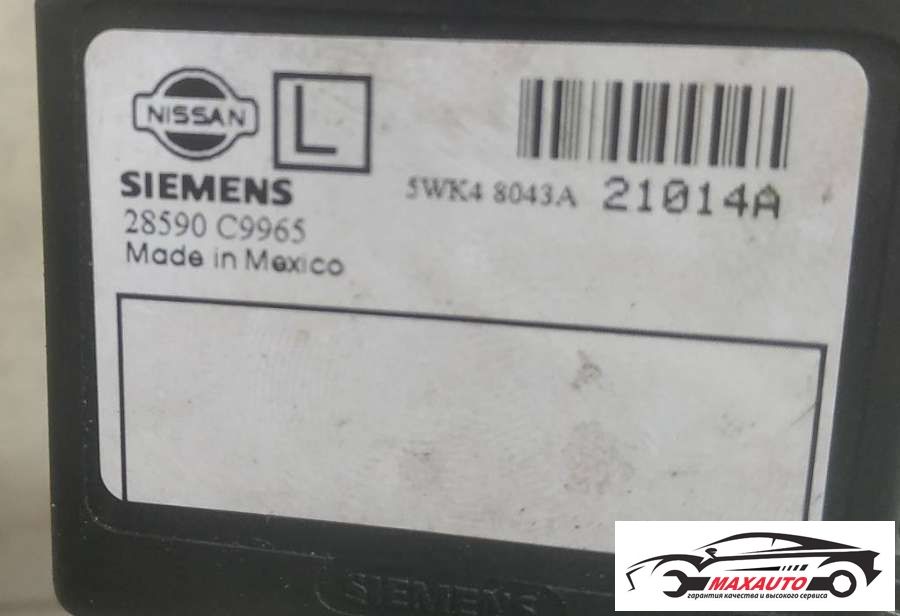 NISSAN
L
SIEMENS
5WK4 8043A 21014A
28590 C9965
Made in Mexico
SIEMENS
MAXAUTO
гарантия качества и высокого сервиса